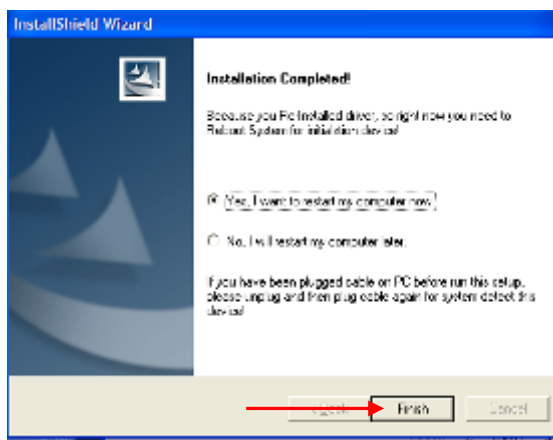 InstallShield Wizard
Installation Completed!
Because you Re-Installed driver, so right now you need to
Reboot System for initial device!
Yes, I want to restart my computer now.
No, I will restart my computer later.
If you have been plugged cable on PC before run this setup,
please unplug and then plug cable again for system detect this
device!
< Back
Finish
Cancel